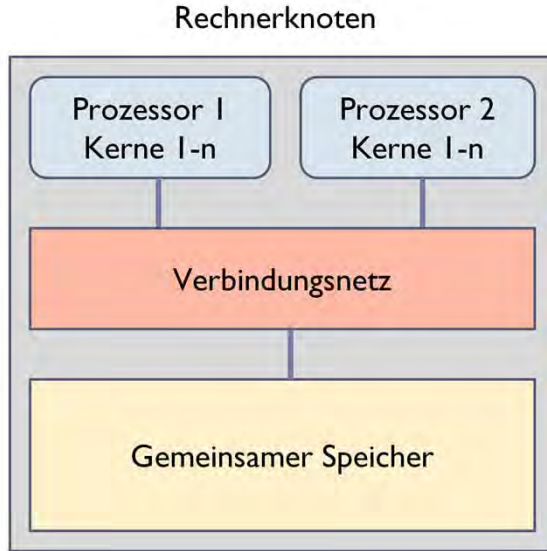 Rechnerknoten
Prozessor 1
Kerne 1-n
Prozessor 2
Kerne 1-n
Verbindungsnetz
Gemeinsamer Speicher